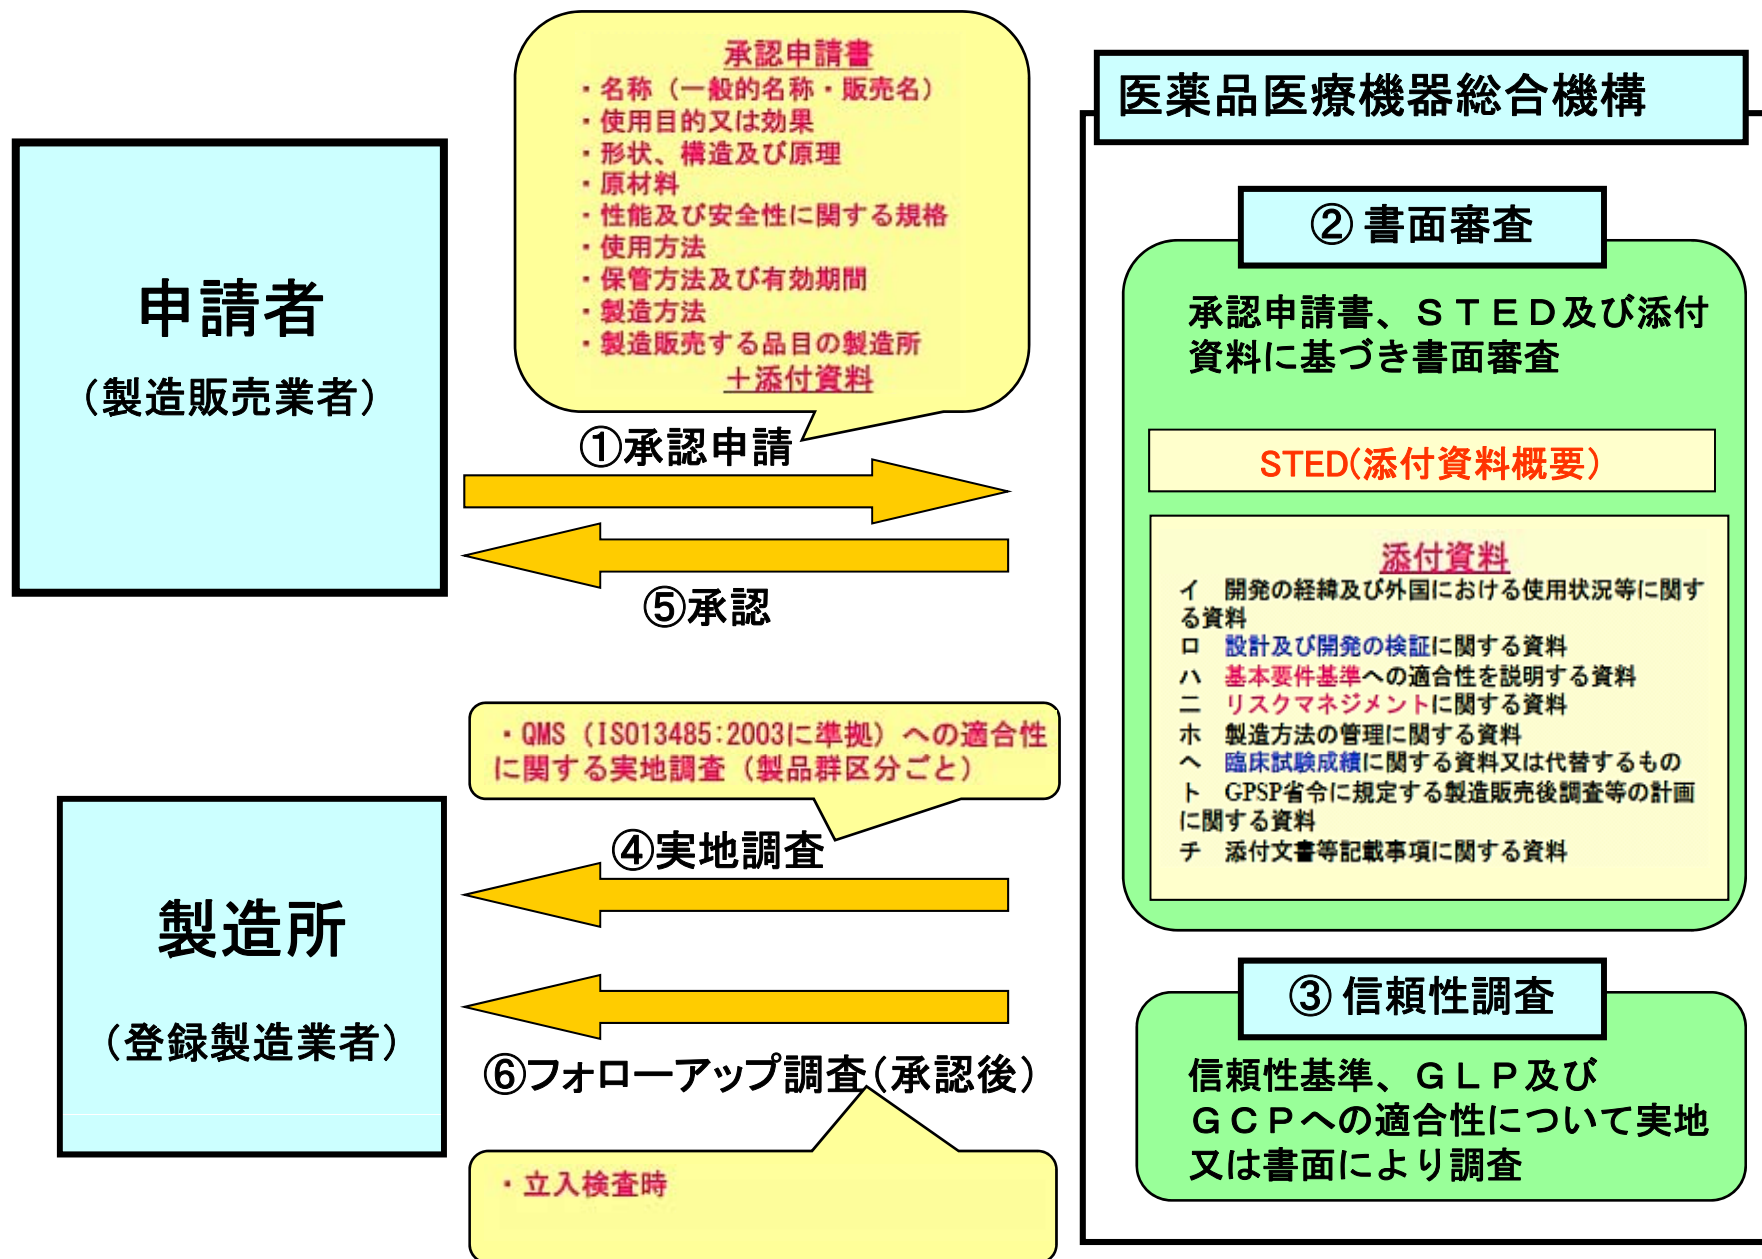 承認申請書
・名称（一般的名称・販売名）
・使用目的又は効果
・形状、構造及び原理
・原材料
・性能及び安全性に関する規格
・使用方法
・保管方法及び有効期間
・製造方法
・製造販売する品目の製造所
＋添付資料
申請者
（製造販売業者）
①承認申請
⑤承認
・QMS（ISO13485:2003に準拠）への適合性
に関する実地調査（製品群区分ごと）
④実地調査
製造所
（登録製造業者）
⑥フォローアップ調査（承認後）
・立入検査時
医薬品医療機器総合機構
②書面審査
承認申請書、ＳＴＥＤ及び添付
資料に基づき書面審査
STED(添付資料概要)
添付資料
イ　開発の経緯及び外国における使用状況等に関す
る資料
ロ　設計及び開発の検証に関する資料
ハ　基本要件基準への適合性を説明する資料
ニ　リスクマネジメントに関する資料
ホ　製造方法の管理に関する資料
ヘ　臨床試験成績に関する資料又は代替するもの
ト　GPSP省令に規定する製造販売後調査等の計画
に関する資料
チ　添付文書等記載事項に関する資料
③信頼性調査
信頼性基準、ＧＬＰ及び
ＧＣＰへの適合性について実地
又は書面により調査